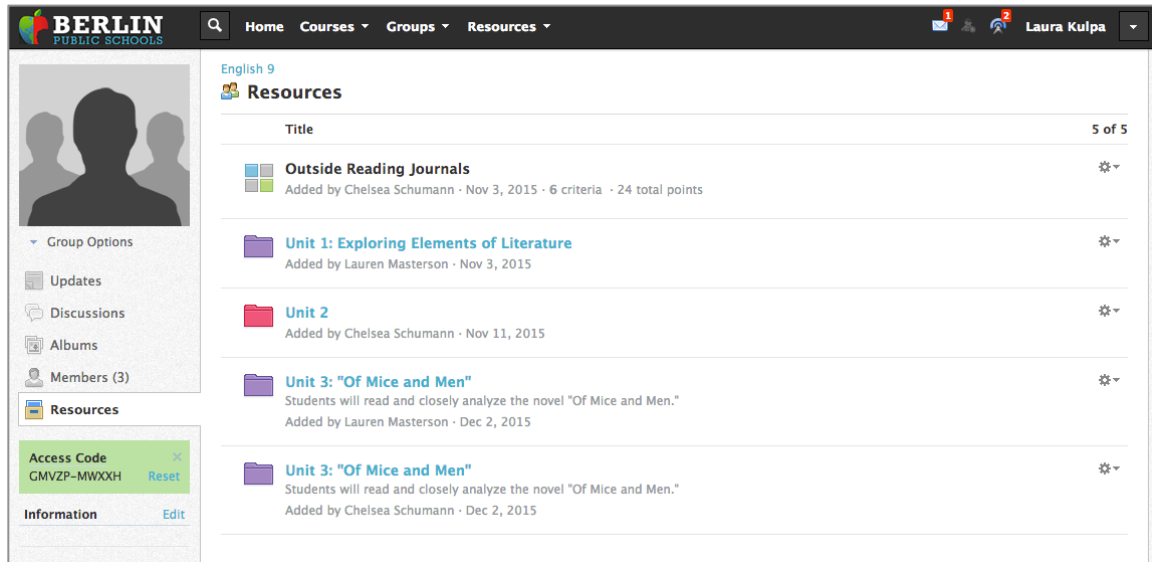 BERLIN
PUBLIC SCHOOLS
Home Courses Groups Resources
1
2
Laura Kulpa
English 9
Resources
Title 5 of 5
Outside Reading Journals
Added by Chelsea Schumann · Nov 3, 2015 · 6 criteria · 24 total points
Unit 1: Exploring Elements of Literature
Added by Lauren Masterson · Nov 3, 2015
Unit 2
Added by Chelsea Schumann · Nov 11, 2015
Unit 3: "Of Mice and Men"
Students will read and closely analyze the novel "Of Mice and Men."
Added by Lauren Masterson · Dec 2, 2015
Unit 3: "Of Mice and Men"
Students will read and closely analyze the novel "Of Mice and Men."
Added by Chelsea Schumann · Dec 2, 2015
Group Options
Updates
Discussions
Albums
Members (3)
Resources
Access Code ×
GMVZP-MWXXH Reset
Information Edit